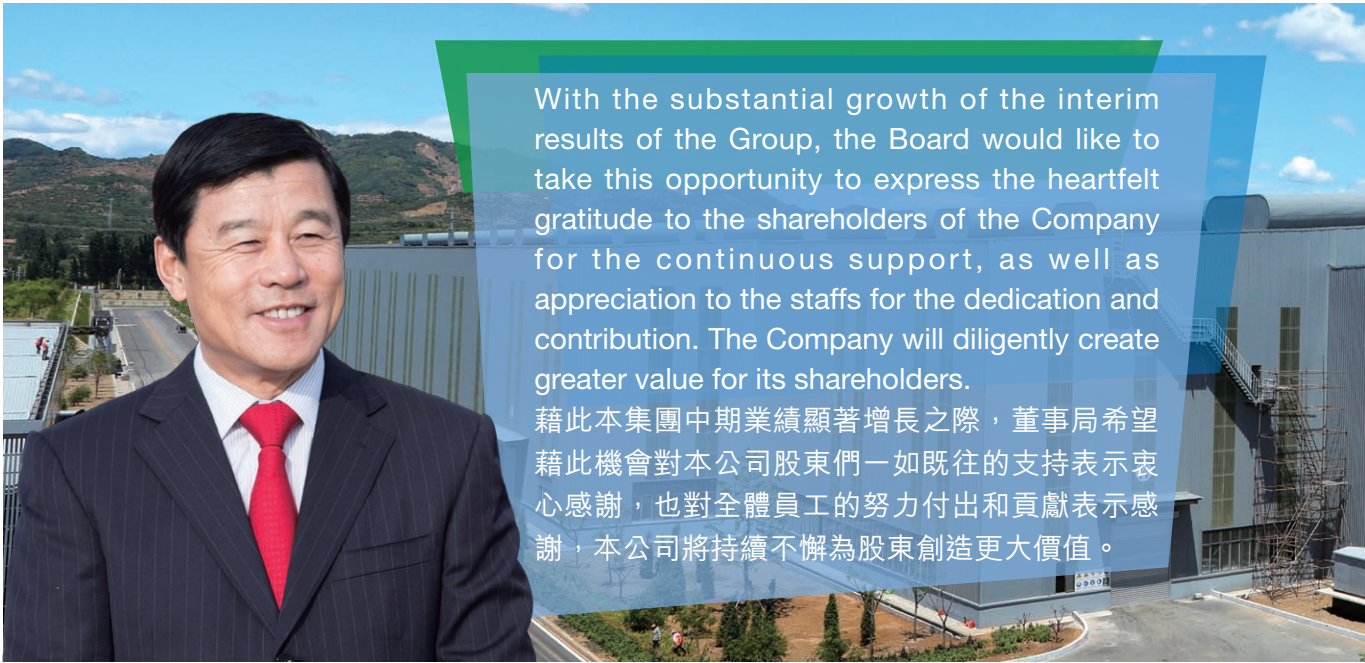 With the substantial growth of the interim
results of the Group, the Board would like to
take this opportunity to express the heartfelt
gratitude to the shareholders of the Company
for the continuous support, as well as
appreciation to the staffs for the dedication and
contribution. The Company will diligently create
greater value for its shareholders.
藉此本集團中期業績顯著增長之際，董事局希望
藉此機會對本公司股東們一如既往的支持表示衷
心感謝，也對全體員工的努力付出和貢獻表示感
謝，本公司將持續不懈為股東創造更大價值。